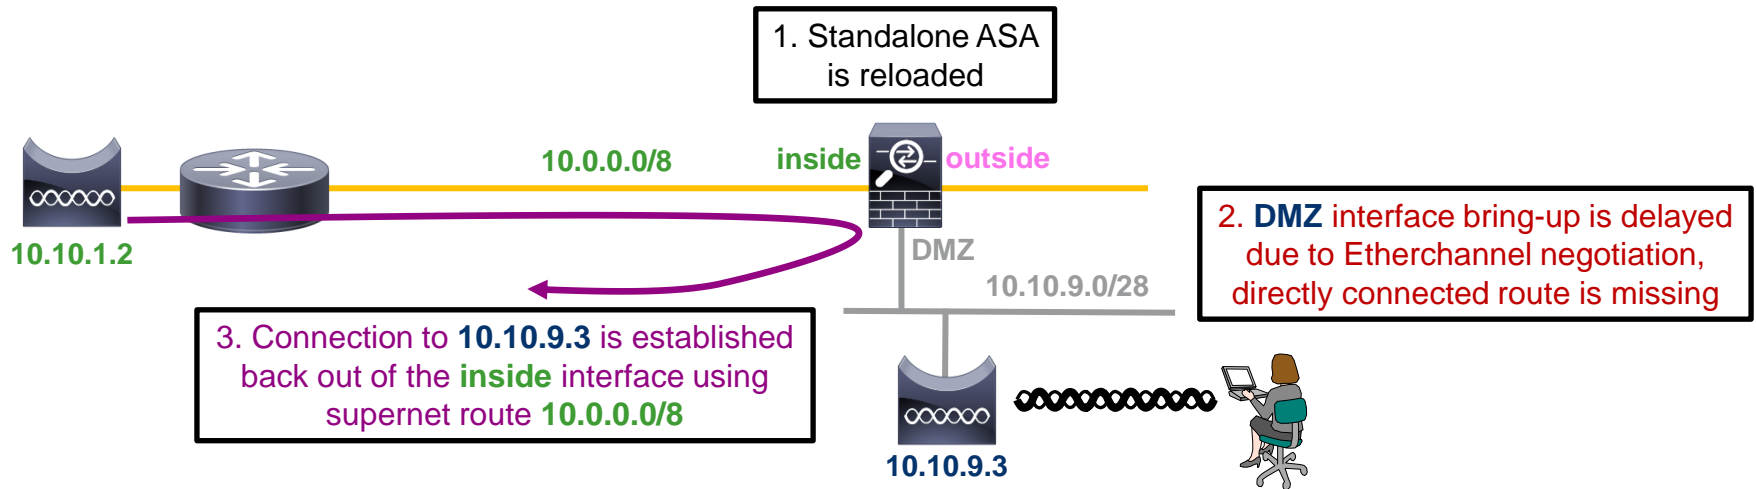 1. Standalone ASA
is reloaded
10.0.0.0/8
inside
outside
10.10.1.2
DMZ
10.10.9.0/28
2. DMZ interface bring-up is delayed
due to Etherchannel negotiation,
directly connected route is missing
3. Connection to 10.10.9.3 is established
back out of the inside interface using
supernet route 10.0.0.0/8
10.10.9.3